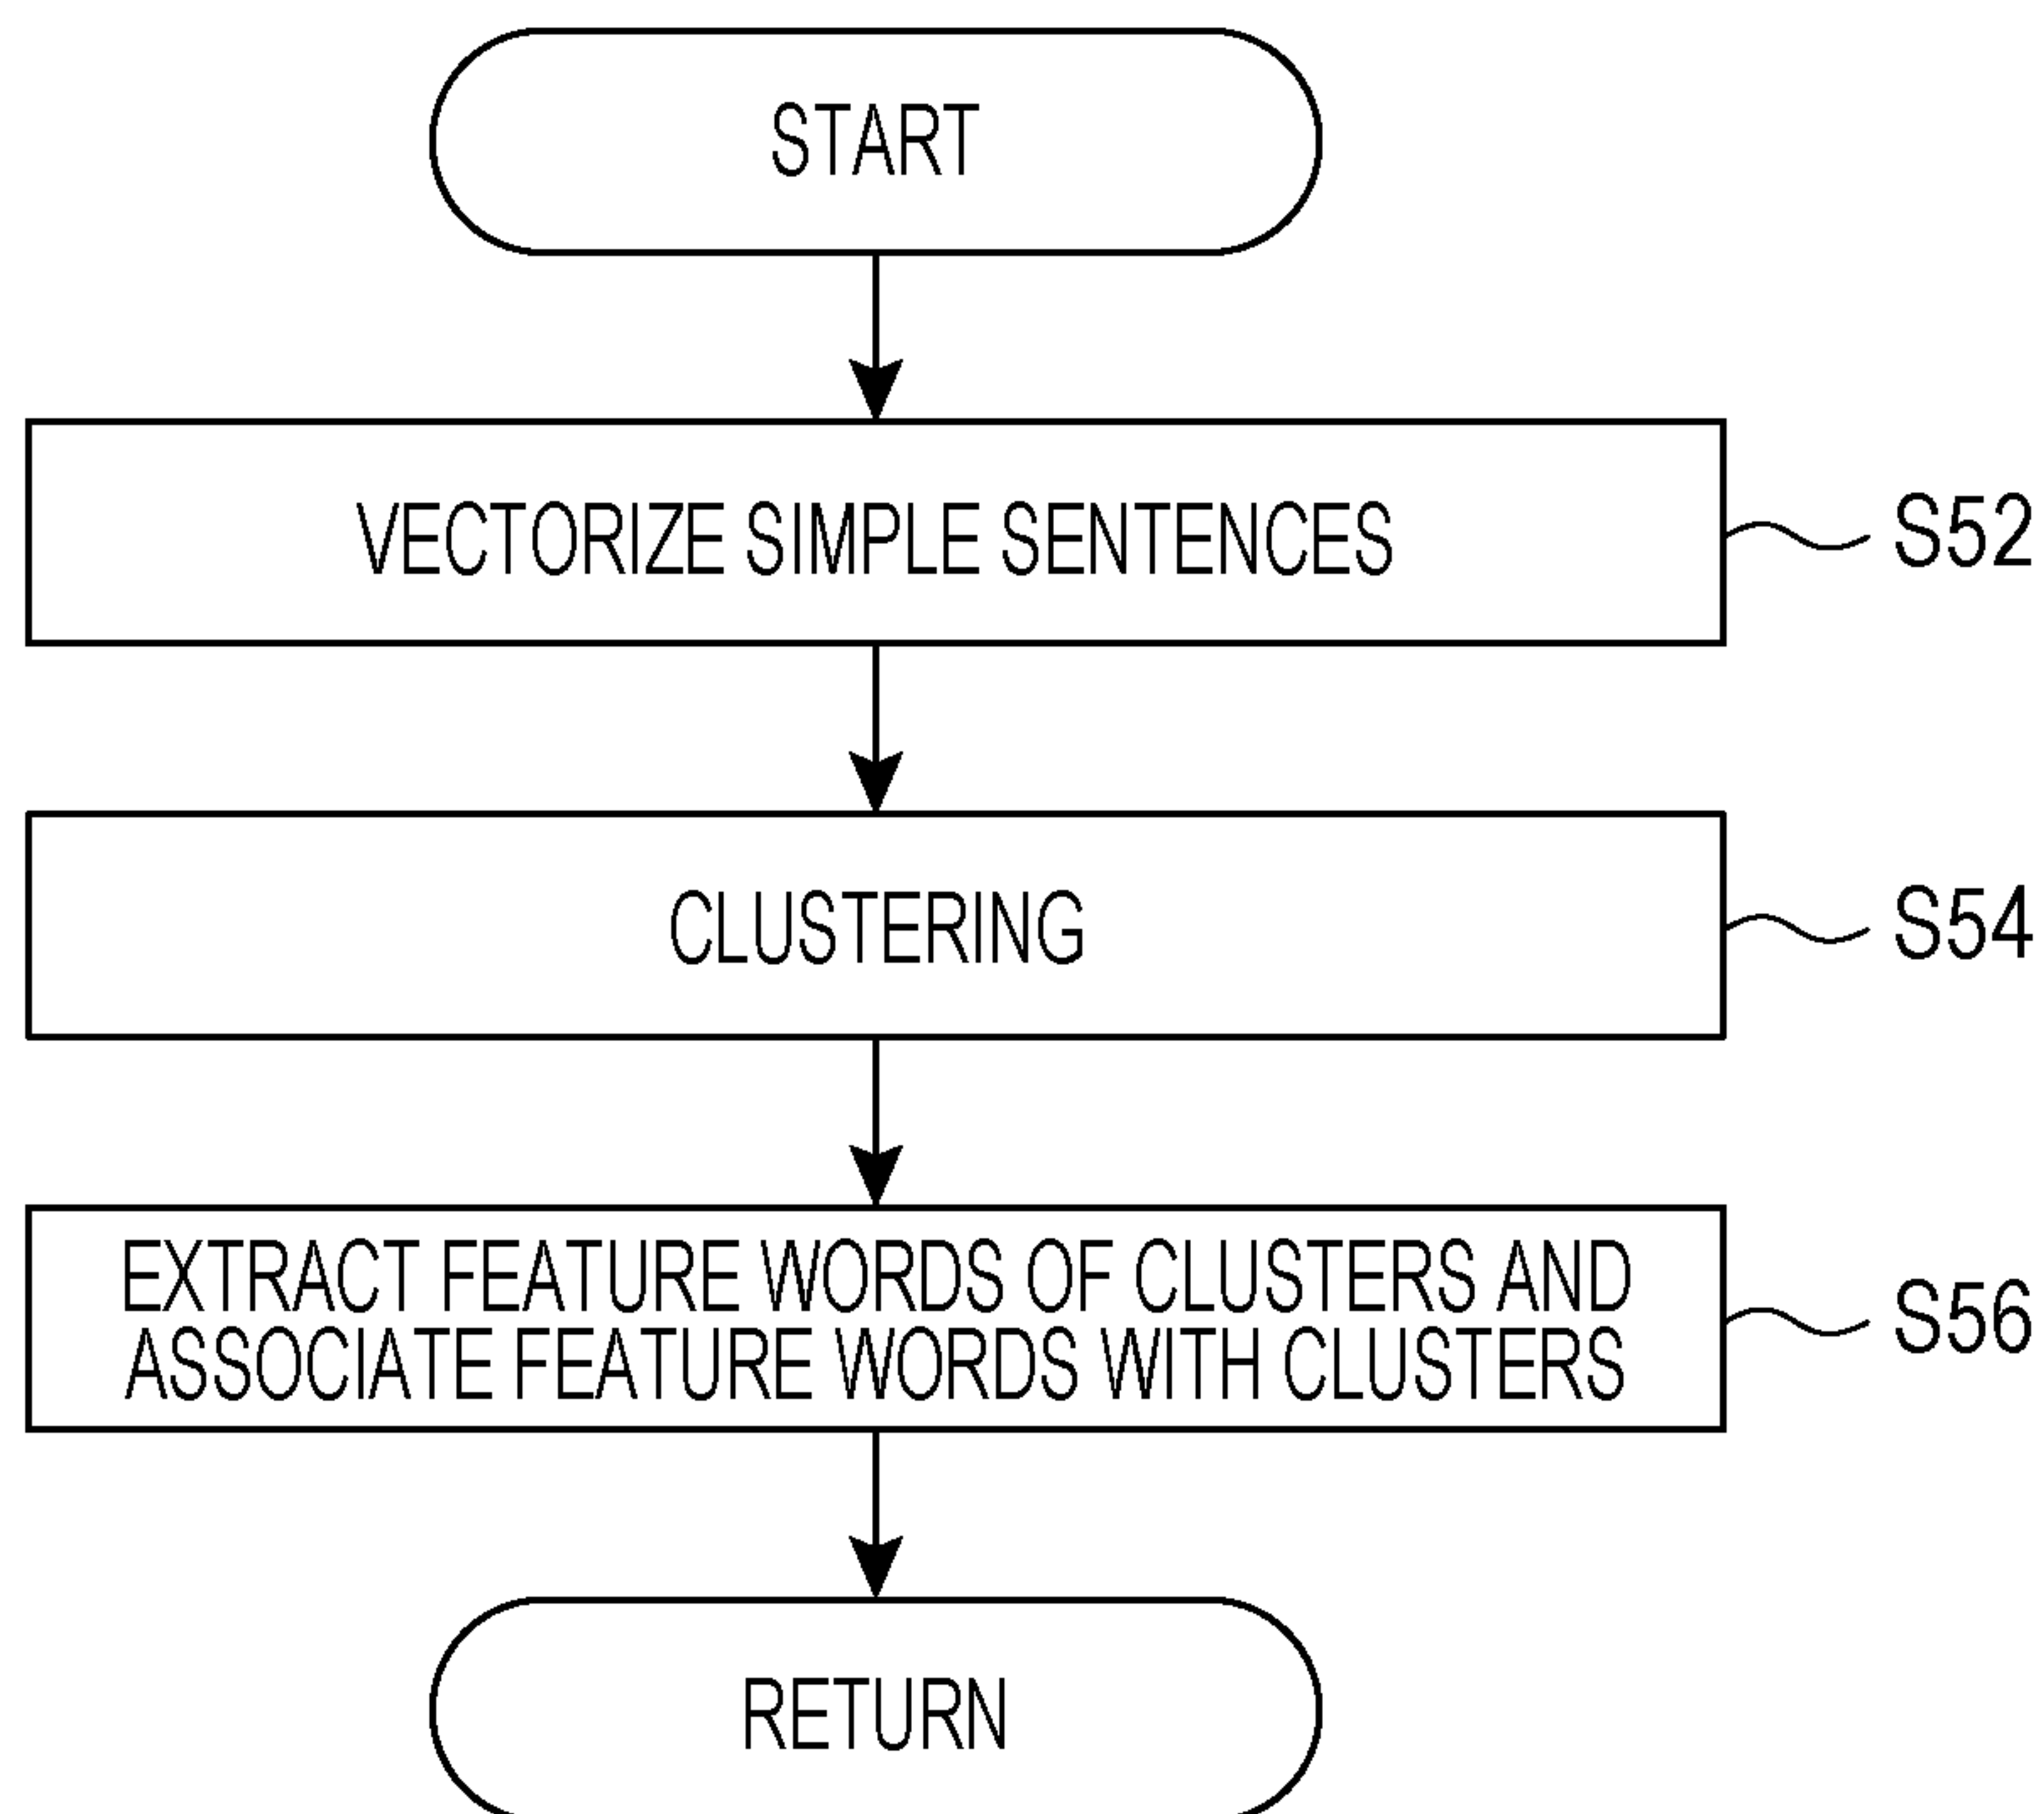 START
VECTORIZE SIMPLE SENTENCES
S52
CLUSTERING
S54
EXTRACT FEATURE WORDS OF CLUSTERS AND
ASSOCIATE FEATURE WORDS WITH CLUSTERS
S56
RETURN